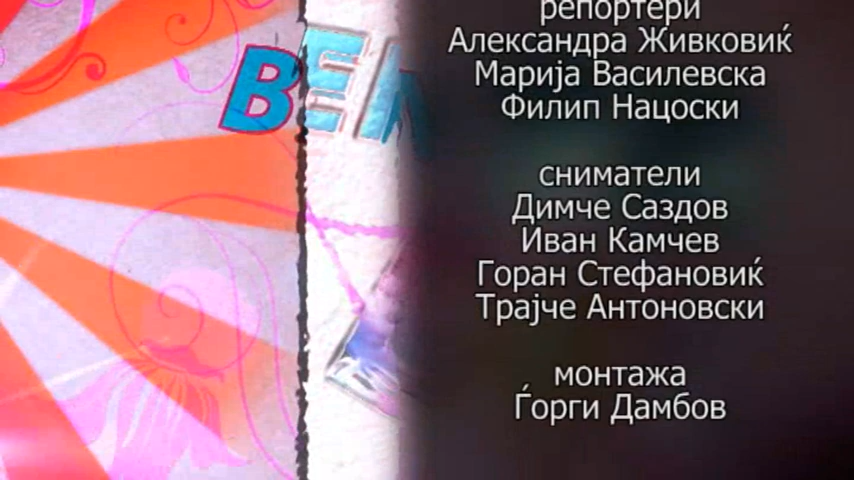 репортери
Александра Живковиќ
Марија Василевска
Филип Нацоски
сниматели
Димче Саздов
Иван Камчев
Горан Стефановиќ
Трајче Антоновски
монтажа
Ѓорги Дамбов